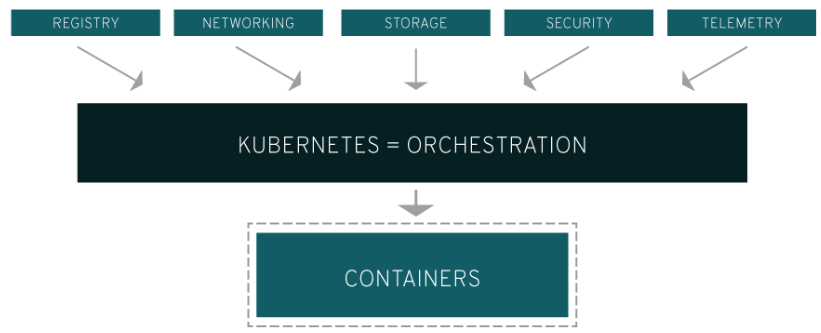 REGISTRY
NETWORKING
STORAGE
SECURITY
TELEMETRY
KUBERNETES = ORCHESTRATION
CONTAINERS